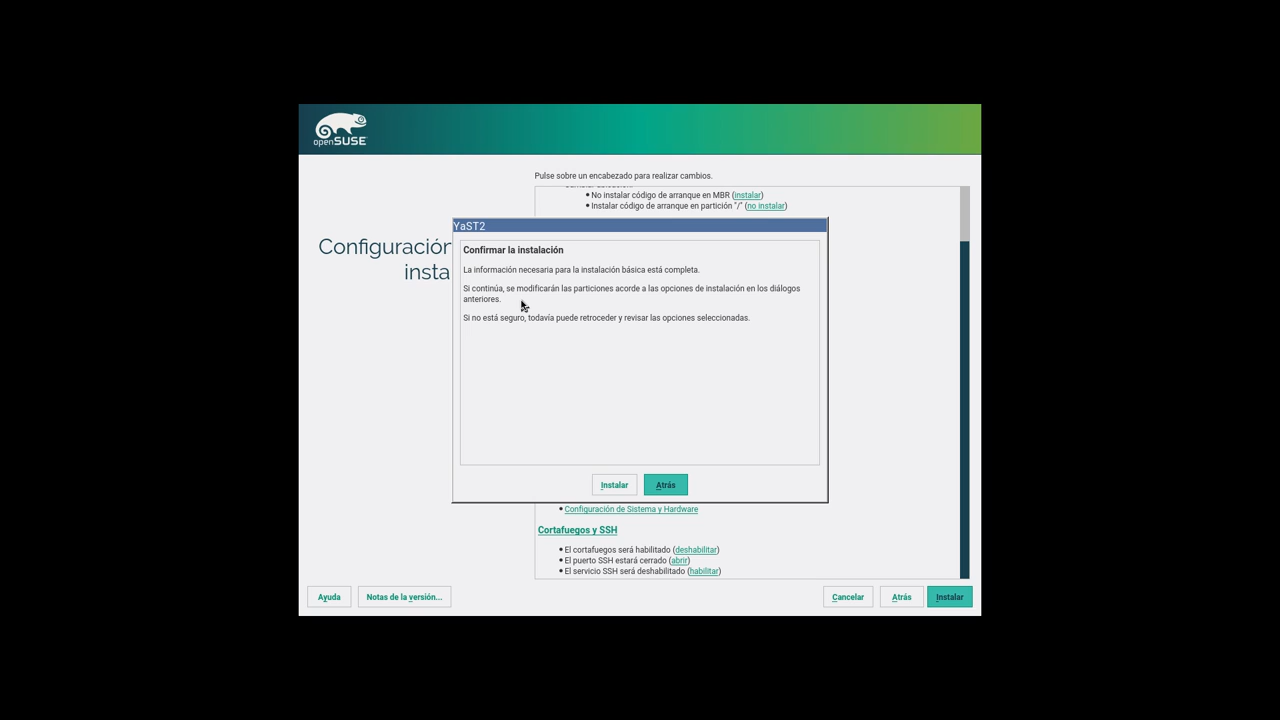 openSUSE
Pulse sobre un encabezado para realizar cambios.
• No instalar código de arranque en MBR (instalar)
• Instalar código de arranque en partición "/" (no instalar)
Configuración
insta
YaST2
Confirmar la instalación
La información necesaria para la instalación básica está completa.
Si continúa, se modificarán las particiones acorde a las opciones de instalación en los diálogos
anteriores.
Si no está seguro, todavía puede retroceder y revisar las opciones seleccionadas.
Instalar Atrás
• Configuración de Sistema y Hardware
Cortafuegos y SSH
• El cortafuegos será habilitado (deshabilitar)
• El puerto SSH estará cerrado (abrir)
• El servicio SSH será deshabilitado (habilitar)
Ayuda Notas de la versión... Cancelar Atrás Instalar